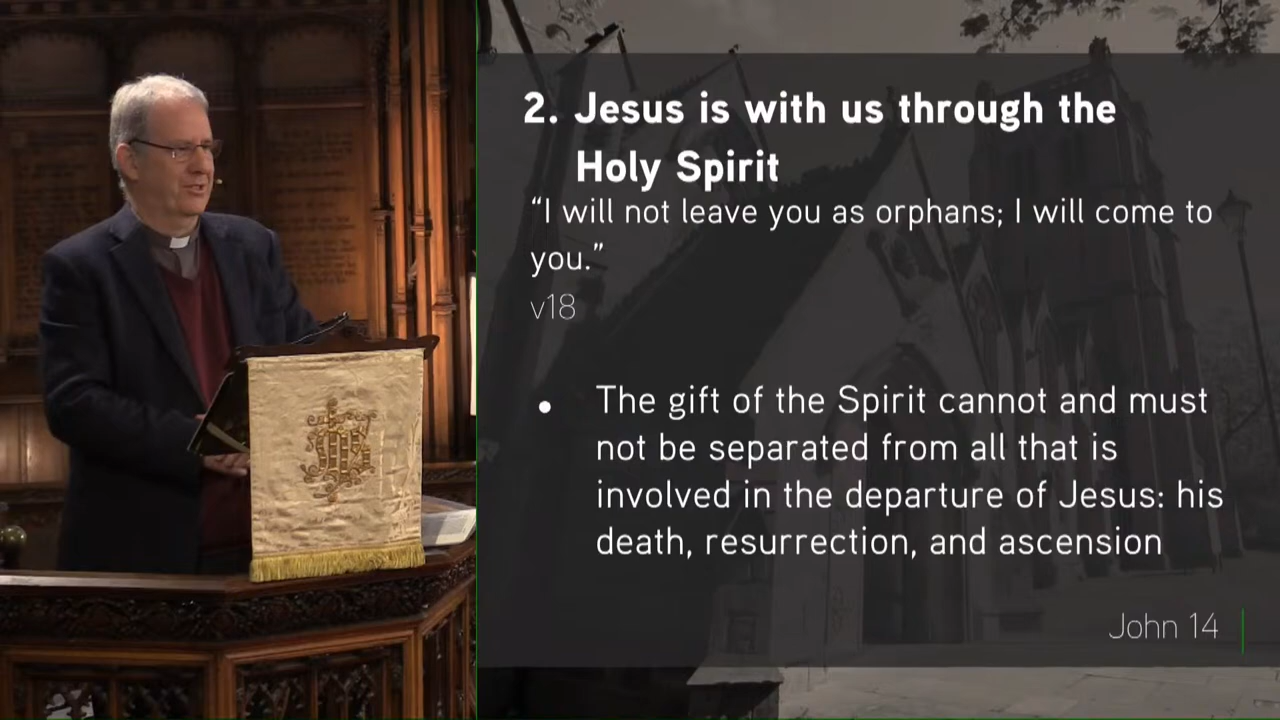 2. Jesus is with us through the
Holy Spirit
“I will not leave you as orphans; I will come to
you.”
v18
The gift of the Spirit cannot and must
not be separated from all that is
involved in the departure of Jesus: his
death, resurrection, and ascension
John 14